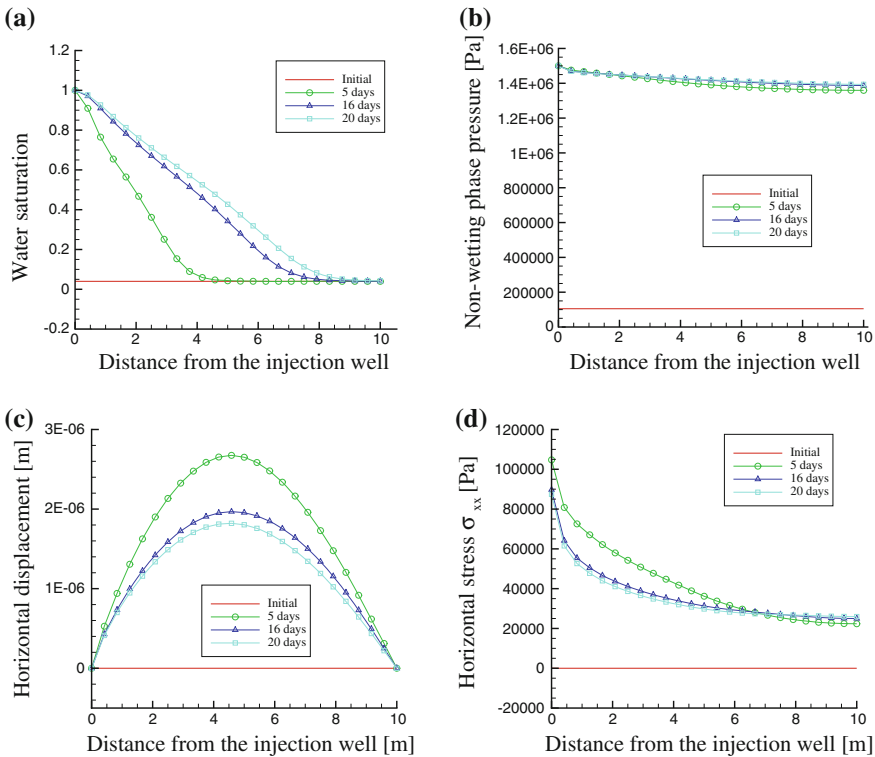 (a)
1.2
1
0.8
0.6
0.4
0.2
0
-0.2
Water saturation
Initial
5 days
16 days
20 days
0 2 4 6 8 10
Distance from the injection well
(b)
1.6E+06
1.4E+06
1.2E+06
1E+06
800000
600000
400000
200000
0
Non-wetting phase pressure [Pa]
Initial
5 days
16 days
20 days
0 2 4 6 8 10
Distance from the injection well
(c)
3E-06
2E-06
1E-06
0
Horizontal displacement [m]
Initial
5 days
16 days
20 days
0 2 4 6 8 10
Distance from the injection well [m]
(d)
120000
100000
80000
60000
40000
20000
0
-20000
Horizontal stress σxx [Pa]
Initial
5 days
16 days
20 days
0 2 4 6 8 10
Distance from the injection well [m]